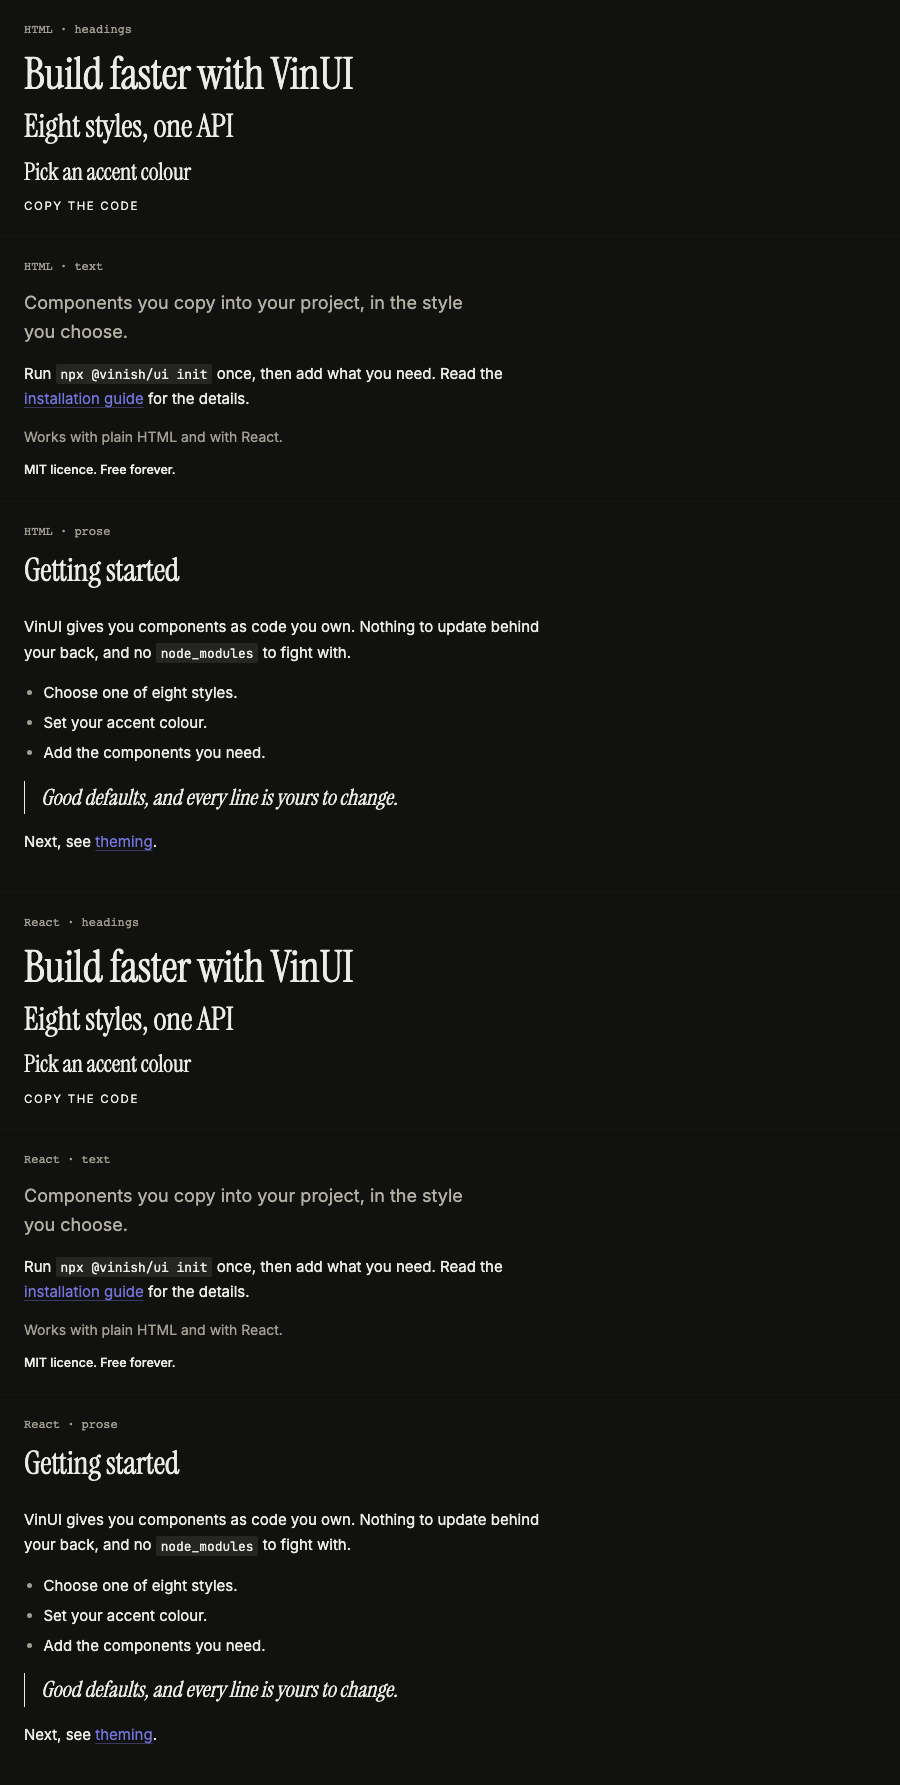 HTML · headings
Build faster with VinUI
Eight styles, one API
Pick an accent colour
COPY THE CODE
HTML · text
Components you copy into your project, in the style
you choose.
Run npx @vinish/ui init once, then add what you need. Read the
installation guide for the details.
Works with plain HTML and with React.
MIT licence. Free forever.
HTML · prose
Getting started
VinUI gives you components as code you own. Nothing to update behind
your back, and no node_modules to fight with.
• Choose one of eight styles.
• Set your accent colour.
• Add the components you need.
Good defaults, and every line is yours to change.
Next, see theming.
React · headings
Build faster with VinUI
Eight styles, one API
Pick an accent colour
COPY THE CODE
React · text
Components you copy into your project, in the style
you choose.
Run npx @vinish/ui init once, then add what you need. Read the
installation guide for the details.
Works with plain HTML and with React.
MIT licence. Free forever.
React · prose
Getting started
VinUI gives you components as code you own. Nothing to update behind
your back, and no node_modules to fight with.
• Choose one of eight styles.
• Set your accent colour.
• Add the components you need.
Good defaults, and every line is yours to change.
Next, see theming.